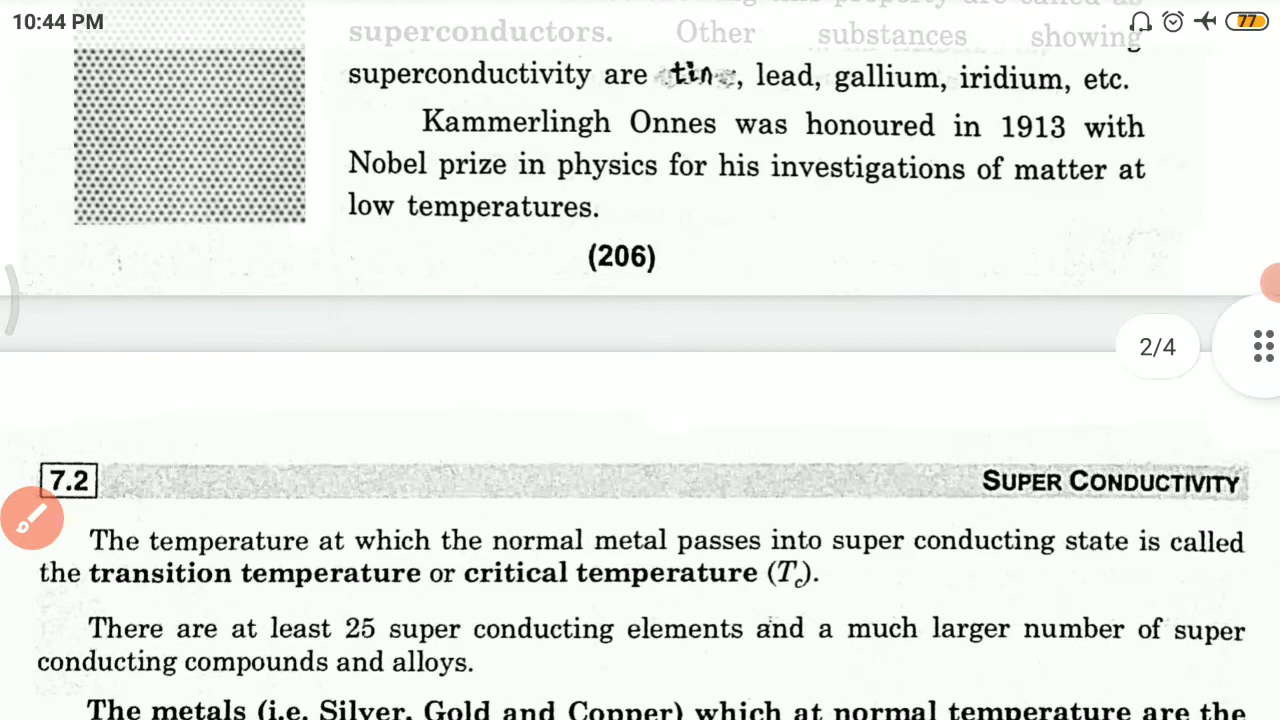 10:44 PM
77
superconductors. Other substances showing
superconductivity are tin, lead, gallium, iridium, etc.
Kammerlingh Onnes was honoured in 1913 with
Nobel prize in physics for his investigations of matter at
low temperatures.
(206)
2/4
7.2
SUPER CONDUCTIVITY
The temperature at which the normal metal passes into super conducting state is called
the transition temperature or critical temperature (Tc).
There are at least 25 super conducting elements and a much larger number of super
conducting compounds and alloys.
The metals (i.e. Silver, Gold and Copper) which at normal temperature are the